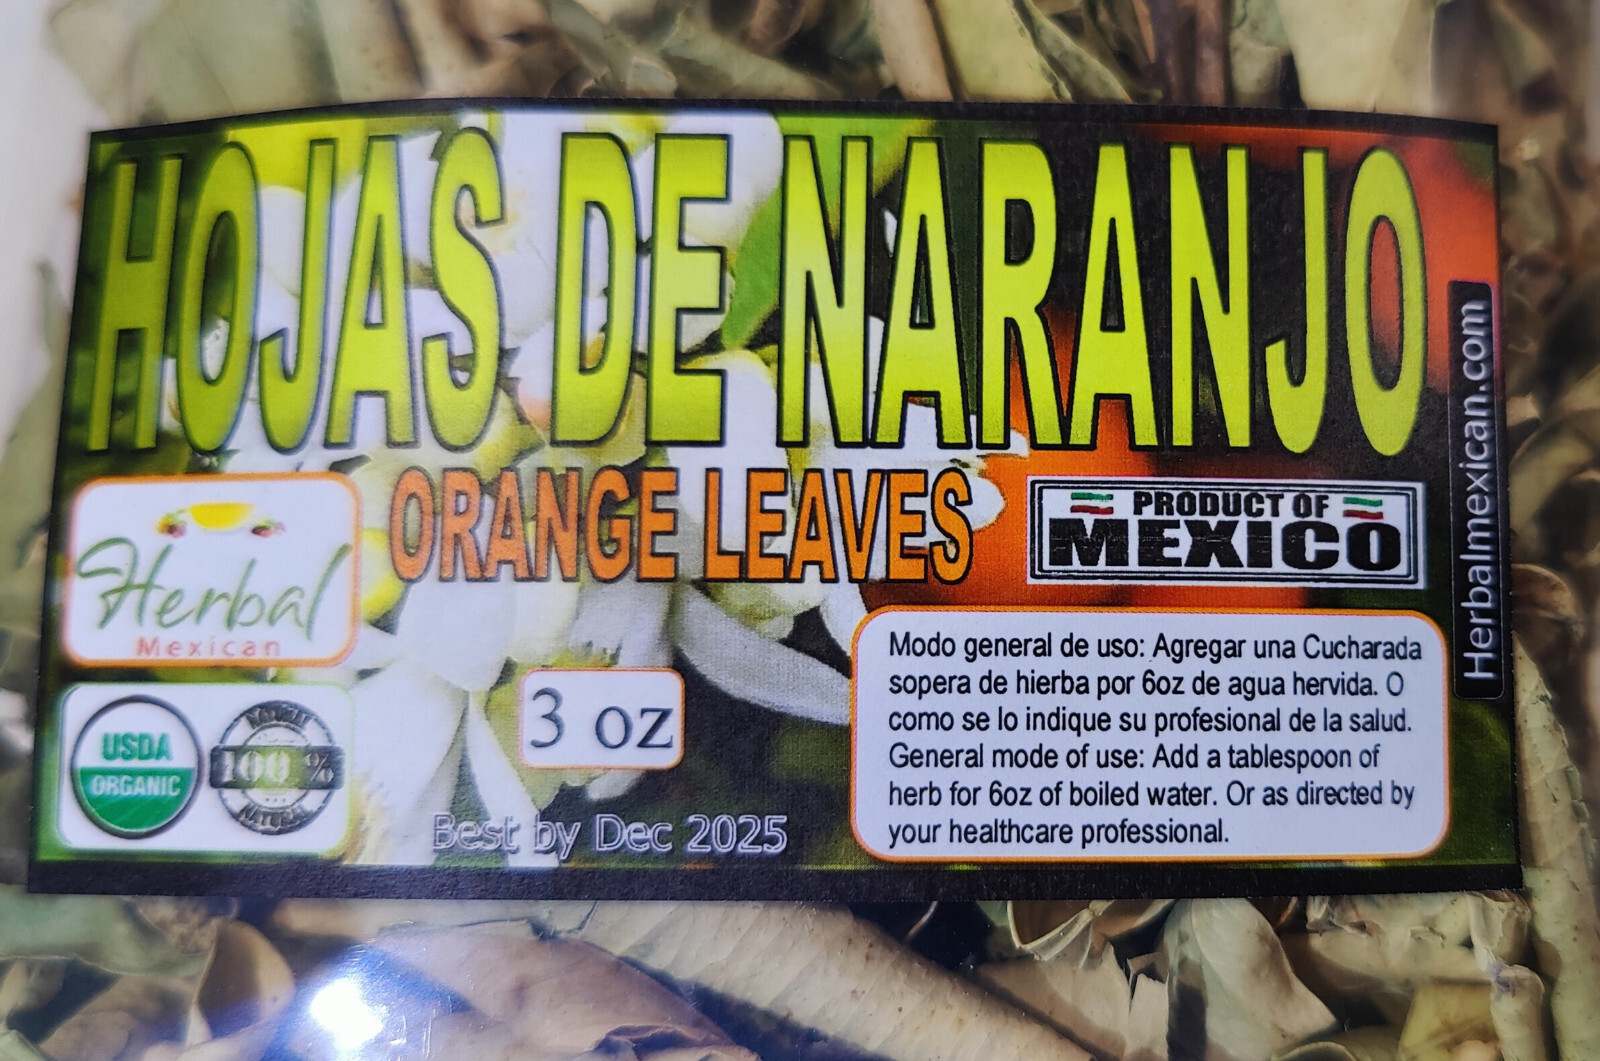 HOJAS DE NARANJO
ORANGE LEAVES
Herbal
Mexican
PRODUCT OF
MEXICO
Herbalmexican.com
USDA
ORGANIC
100 %
NATURAL
3 oz
Best by Dec 2025
Modo general de uso: Agregar una Cucharada
sopera de hierba por 6oz de agua hervida. O
como se lo indique su profesional de la salud.
General mode of use: Add a tablespoon of
herb for 6oz of boiled water. Or as directed by
your healthcare professional.